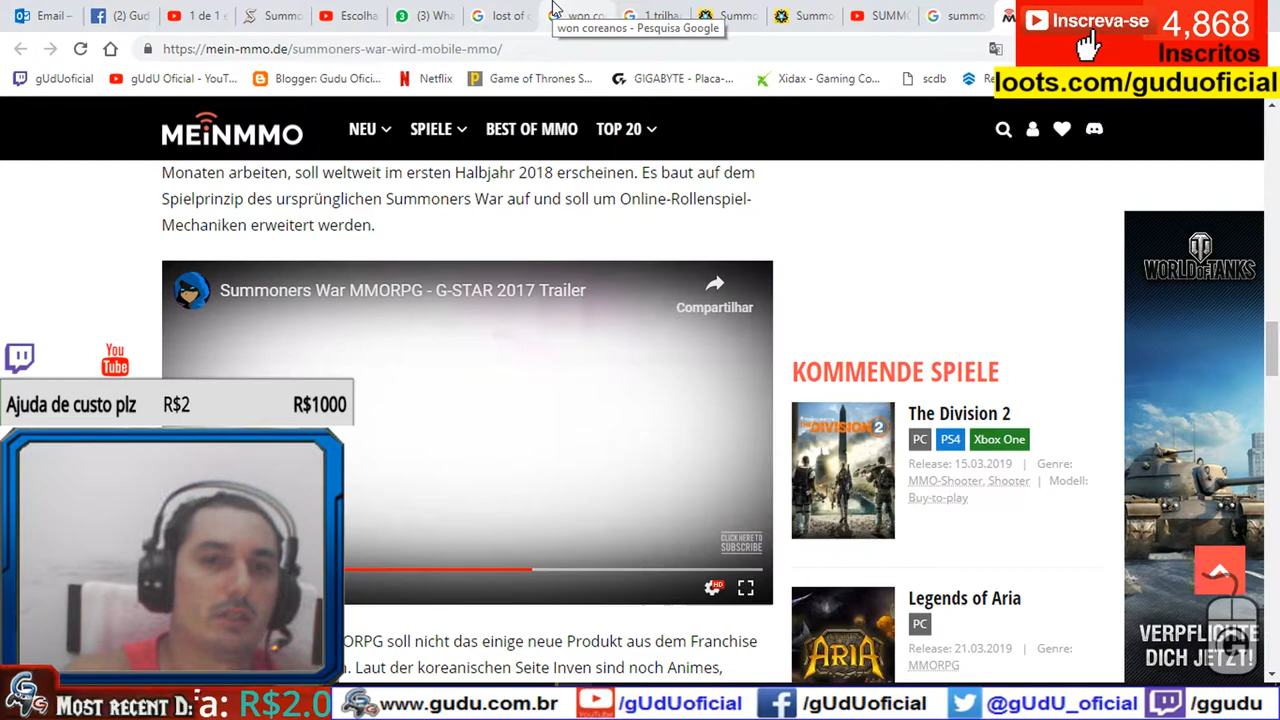 Email –
(2) Gud
1 de 1
Summo
Escolha
(3) Wh
lost of c
won co
1 trilha
Summo
Summo
SUMMO
summo
won coreanos - Pesquisa Google
https://mein-mmo.de/summoners-war-wird-mobile-mmo/
Inscreva-se
4,868
Inscritos
loots.com/guduoficial
gUdUoficial
gUdU Oficial - YouT...
Blogger: Gudu Ofici...
Netflix
Game of Thrones S...
GIGABYTE - Placa-...
Xidax - Gaming Co...
scdb
MEINMMO
NEU
SPIELE
BEST OF MMO
TOP 20
Monaten arbeiten, soll weltweit im ersten Halbjahr 2018 erscheinen. Es baut auf dem
Spielprinzip des ursprünglichen Summoners War auf und soll um Online-Rollenspiel-
Mechaniken erweitert werden.
Summoners War MMORPG - G-STAR 2017 Trailer
Compartilhar
CLICK HERE TO
SUBSCRIBE
HD
You
Tube
Ajuda de custo plz R$2 R$1000
ORPG soll nicht das einige neue Produkt aus dem Franchise
Laut der koreanischen Seite Inven sind noch Animes,
KOMMENDE SPIELE
THE DIVISION 2
The Division 2
PC PS4 Xbox One
Release: 15.03.2019 | Genre:
MMO-Shooter, Shooter | Modell:
Buy-to-play
ARIA
Legends of Aria
PC
Release: 21.03.2019 | Genre:
MMORPG
WORLD OF TANKS
VERPFLICHTE
DICH JETZT!
MOST RECENT D:
'a: R$2.0
www.gudu.com.br
YouTube
/gUdUoficial
/gUdUoficial
@gUdU_oficial
/ggudu